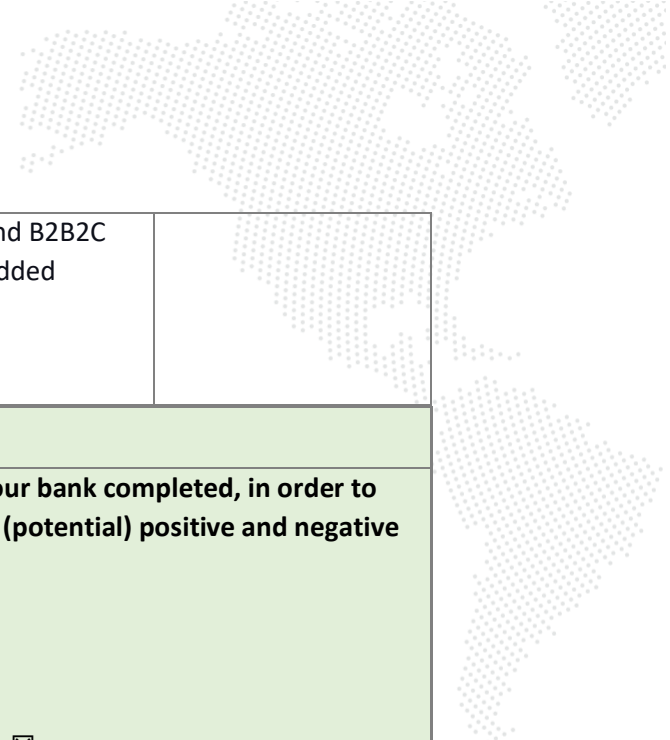 nd B2B2C
dded
our bank completed, in order to
(potential) positive and negative